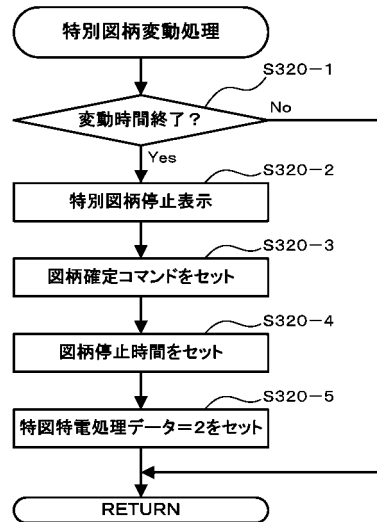 特別図柄変動処理
S320-1
変動時間終了？
No
Yes
S320-2
特別図柄停止表示
S320-3
図柄確定コマンドをセット
S320-4
図柄停止時間をセット
S320-5
特図特電処理データ＝2をセット
RETURN